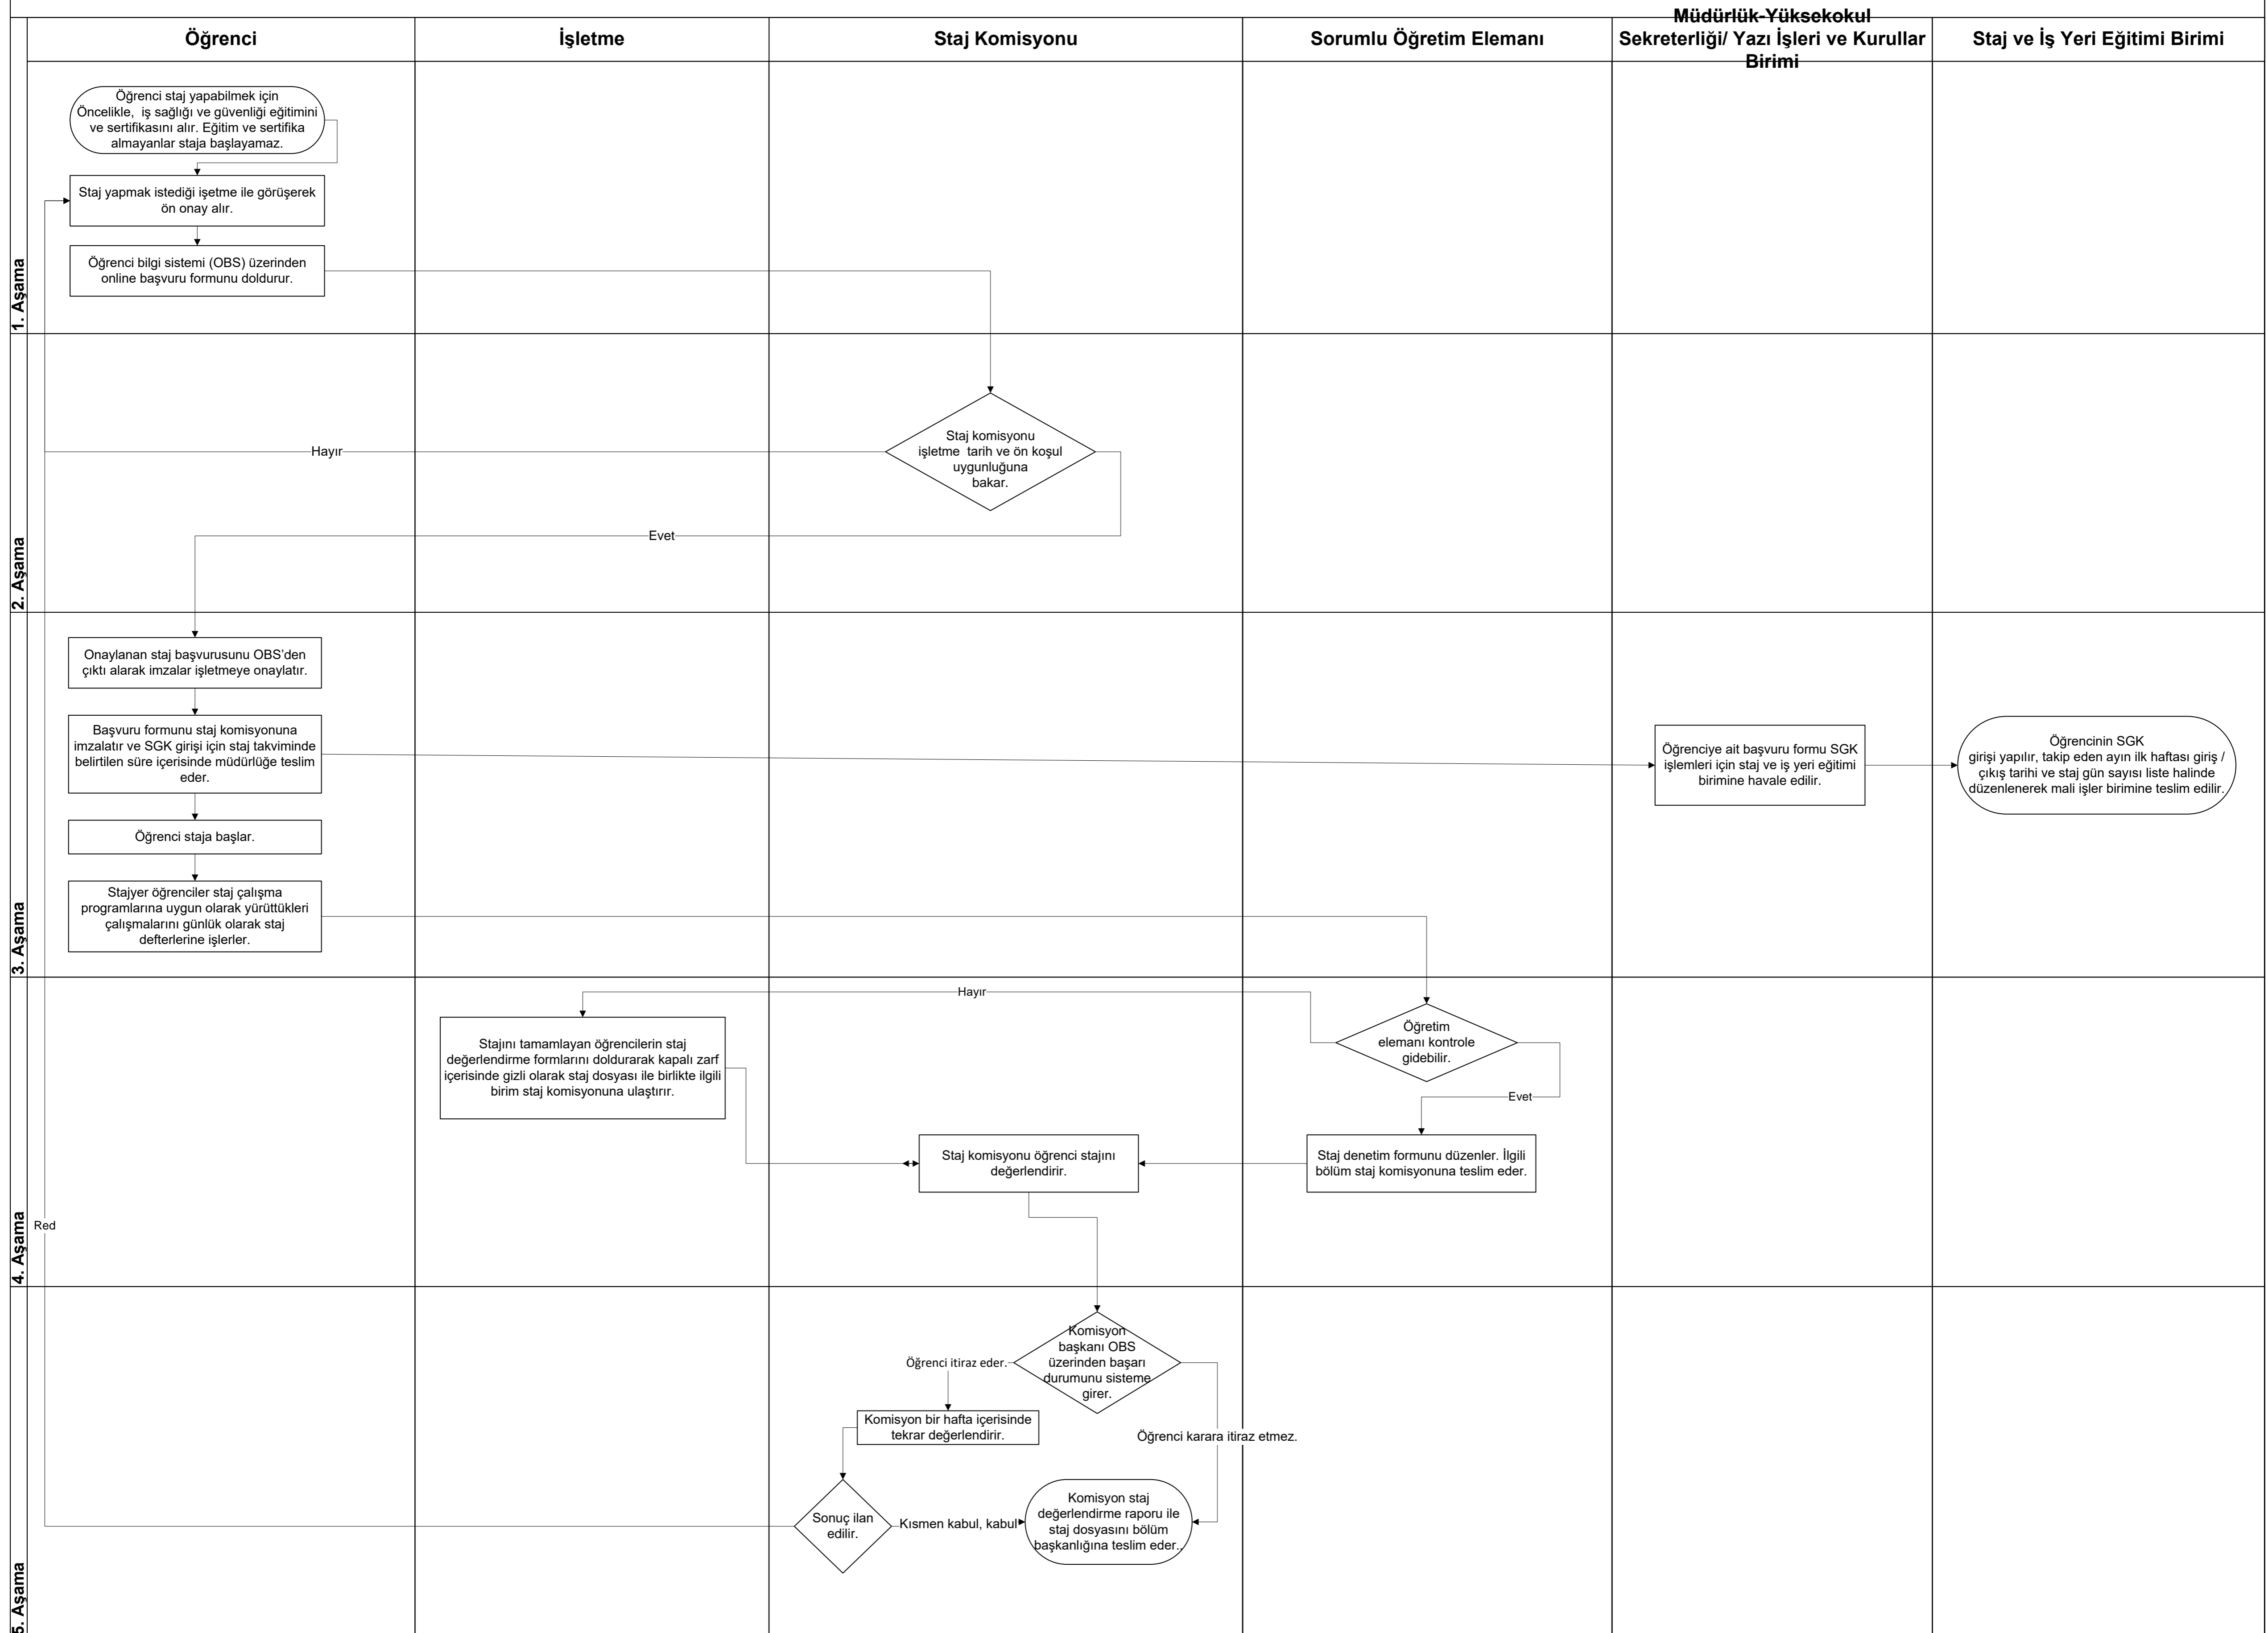 Öğrenci
İşletme
Staj Komisyonu
Sorumlu Öğretim Elemanı
Müdürlük-Yüksekokul
Sekreterliği/ Yazı İşleri ve Kurullar
Birimi
Staj ve İş Yeri Eğitimi Birimi
1. Aşama
Öğrenci staj yapabilmek için
Öncelikle, iş sağlığı ve güvenliği eğitimini
ve sertifikasını alır. Eğitim ve sertifika
almayanlar staja başlayamaz.
Staj yapmak istediği işetme ile görüşerek
ön onay alır.
Öğrenci bilgi sistemi (OBS) üzerinden
online başvuru formunu doldurur.
2. Aşama
Staj komisyonu
işletme tarih ve ön koşul
uygunluğuna
bakar.
Hayır
Evet
3. Aşama
Onaylanan staj başvurusunu OBS’den
çıktı alarak imzalar işletmeye onaylatır.
Başvuru formunu staj komisyonuna
imzalatır ve SGK girişi için staj takviminde
belirtilen süre içerisinde müdürlüğe teslim
eder.
Öğrenciye ait başvuru formu SGK
işlemleri için staj ve iş yeri eğitimi
birimine havale edilir.
Öğrencinin SGK
girişi yapılır, takip eden ayın ilk haftası giriş /
çıkış tarihi ve staj gün sayısı liste halinde
düzenlenerek mali işler birimine teslim edilir.
Öğrenci staja başlar.
Stajyer öğrenciler staj çalışma
programlarına uygun olarak yürüttükleri
çalışmalarını günlük olarak staj
defterlerine işlerler.
4. Aşama
Hayır
Öğretim
elemanı kontrole
gidebilir.
Evet
Stajını tamamlayan öğrencilerin staj
değerlendirme formlarını doldurarak kapalı zarf
içerisinde gizli olarak staj dosyası ile birlikte ilgili
birim staj komisyonuna ulaştırır.
Staj komisyonu öğrenci stajını
değerlendirir.
Staj denetim formunu düzenler. İlgili
bölüm staj komisyonuna teslim eder.
Red
5. Aşama
Komisyon
başkanı OBS
üzerinden başarı
durumunu sisteme
girer.
Öğrenci itiraz eder.
Komisyon bir hafta içerisinde
tekrar değerlendirir.
Öğrenci karara itiraz etmez.
Sonuç ilan
edilir.
Kısmen kabul, kabul
Komisyon staj
değerlendirme raporu ile
staj dosyasını bölüm
başkanlığına teslim eder..